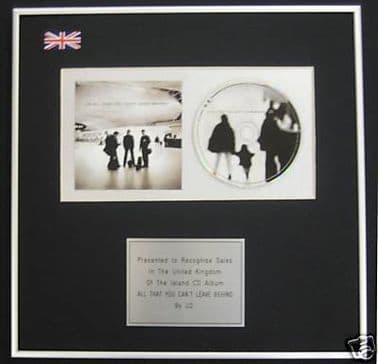 Presented to Recognise Sales
In The United Kingdom
Of The Island CD Album
ALL THAT YOU CAN'T LEAVE BEHIND
By U2